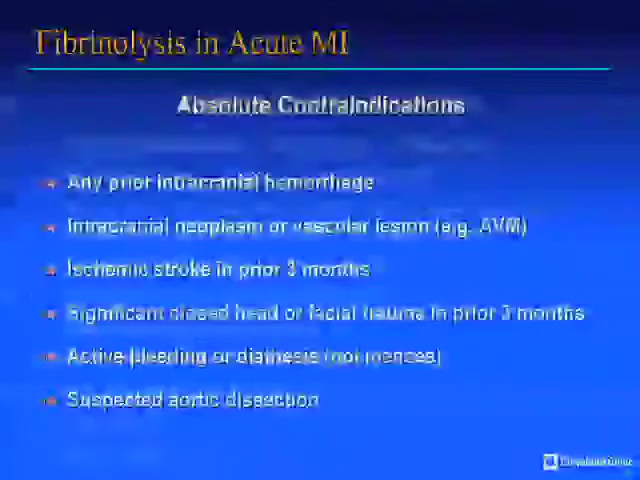 Fibrinolysis in Acute MI
Absolute Contraindications
Any prior intracranial hemorrhage
Intracranial neoplasm or vascular lesion (e.g. AVM)
Ischemic stroke in prior 3 months
Significant closed head or facial trauma in prior 3 months
Active bleeding or diathesis (not menses)
Suspected aortic dissection